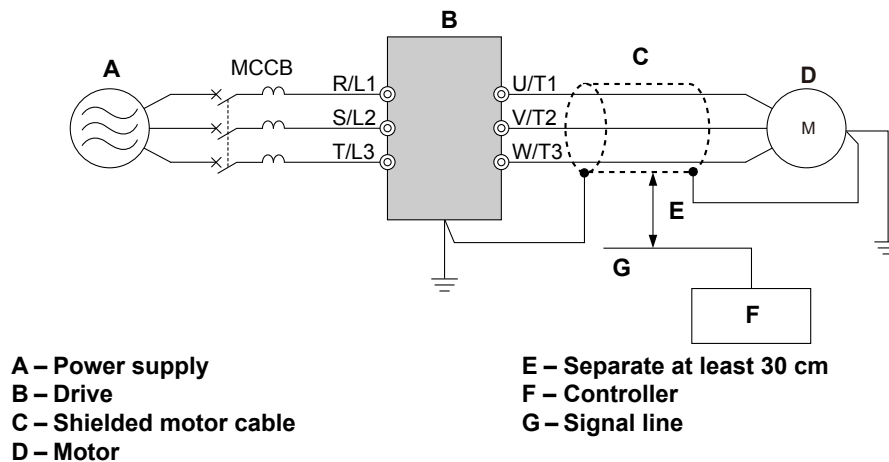 B
A
MCCB
C
D
R/L1
U/T1
S/L2
V/T2
M
T/L3
W/T3
E
G
F
A – Power supply
B – Drive
C – Shielded motor cable
D – Motor
E – Separate at least 30 cm
F – Controller
G – Signal line